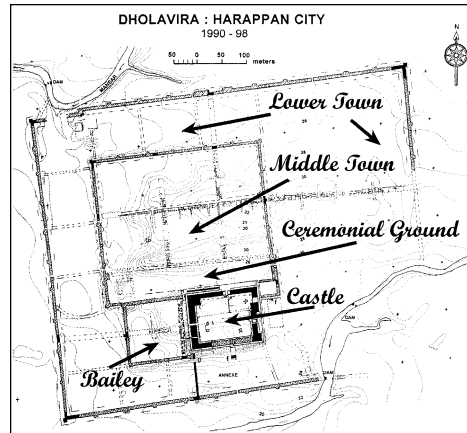 DHOLAVIRA : HARAPPAN CITY
1990 - 98
50 0 50 100
meters
N
DAM
MANSAR
Lower Town
Middle Town
Ceremonial Ground
Castle
DAM
Bailey
ANNEXE
DAM